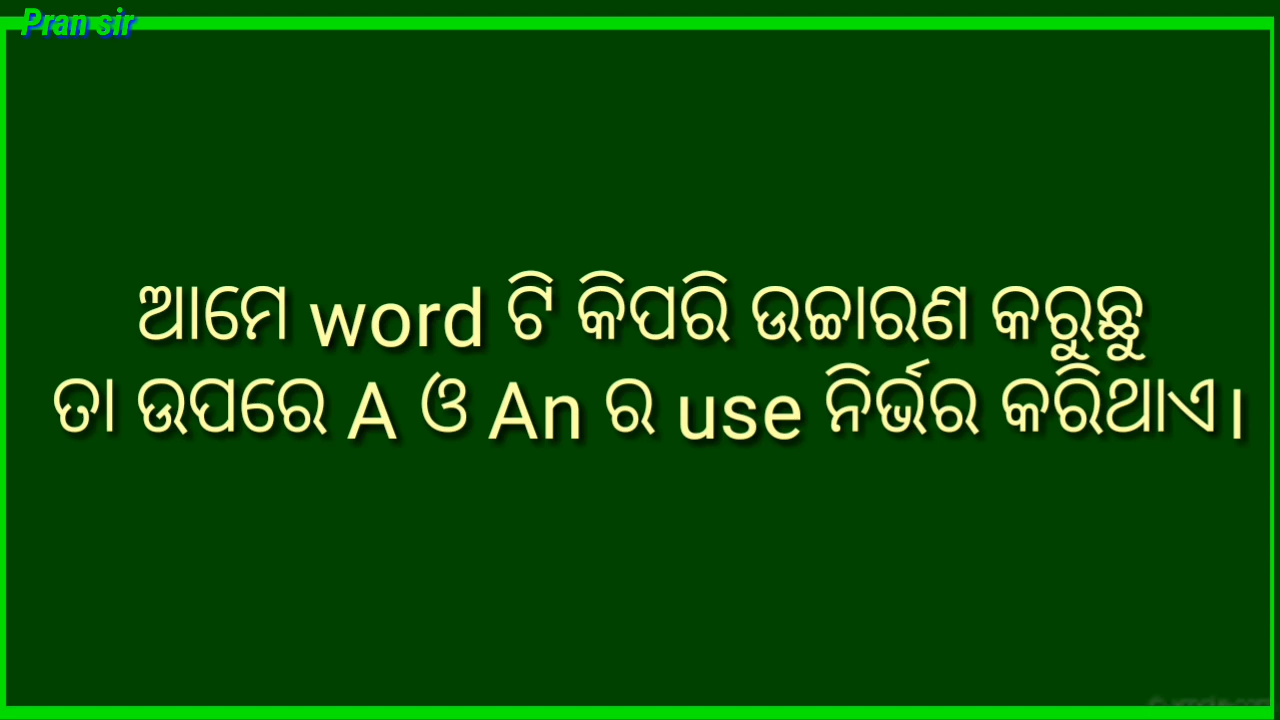 Pran sir
ଆମେ word ଟି କିପରି ଉଚ୍ଚାରଣ କରୁଛୁ
ତା ଉପରେ A ଓ An ର use ନିର୍ଭର କରିଥାଏ।